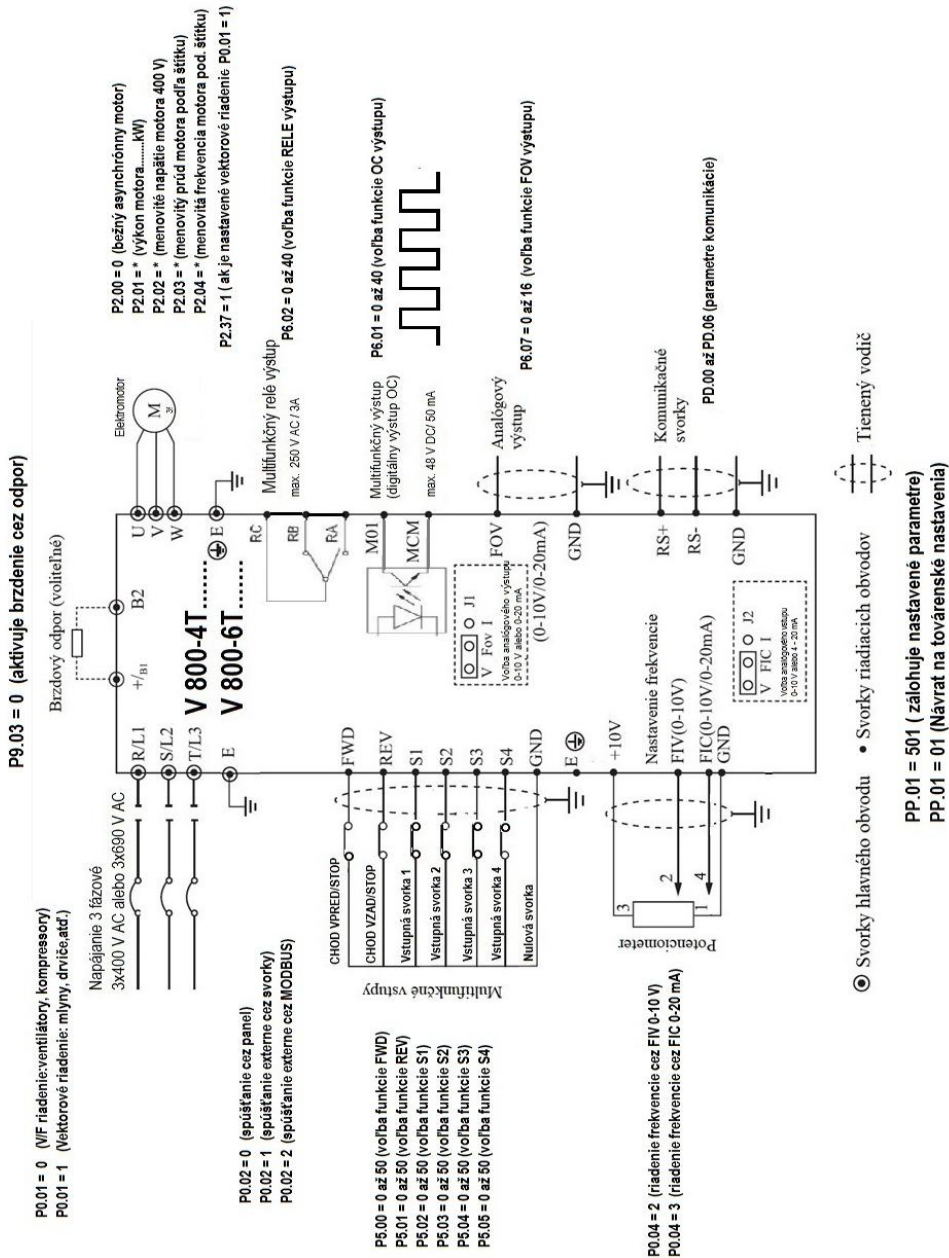 P9.03 = 0 (aktivuje brzdenie cez odpor)
P0.01 = 0 (V/F riadenie:ventilátory, kompressory)
P0.01 = 1 (Vektorové riadenie: mlyny, drviče,atď.)
Brzdový odpor (voliteľné)
P2.00 = 0 (bežný asynchrónny motor)
P2.01 = * (výkon motora.........kW)
P2.02 = * (menovité napätie motora 400 V)
P2.03 = * (menovitý prúd motora podľa štítku)
P2.04 = * (menovitá frekvencia motora pod. štítku)
P2.37 = 1 ( ak je nastavené vektorové riadenie P0.01 = 1)
Napájanie 3 fázové
3x400 V AC alebo 3x690 V AC
R/L1
S/L2
T/L3
E
+/B1
B2
V 800-4T
V 800-6T
U
V
W
E
Elektromotor
M
3~
P0.02 = 0 (spúšťanie cez panel)
P0.02 = 1 (spúšťanie externe cez svorky)
P0.02 = 2 (spúšťanie externe cez MODBUS)
RC
RB
RA
Multifunkčný relé výstup
max. 250 V AC / 3A
P6.02 = 0 až 40 (voľba funkcie RELE výstupu)
CHOD VPRED/STOP
CHOD VZAD/STOP
Vstupná svorka 1
Vstupná svorka 2
Vstupná svorka 3
Vstupná svorka 4
Nulová svorka
Multifunkčné vstupy
FWD
REV
S1
S2
S3
S4
GND
E
P5.00 = 0 až 50 (voľba funkcie FWD)
P5.01 = 0 až 50 (voľba funkcie REV)
P5.02 = 0 až 50 (voľba funkcie S1)
P5.03 = 0 až 50 (voľba funkcie S2)
P5.04 = 0 až 50 (voľba funkcie S3)
P5.05 = 0 až 50 (voľba funkcie S4)
M01
MCM
Multifunkčný výstup
(digitálny výstup OC)
max. 48 V DC/ 50 mA
P6.01 = 0 až 40 (voľba funkcie OC výstupu)
J1
V Fov I
Voľba analógového výstupu
0-10 V alebo 0-20 mA
FOV
(0-10V/0-20mA)
GND
Analógový
výstup
P6.07 = 0 až 16 (voľba funkcie FOV výstupu)
+10V
Nastavenie frekvencie
FIV(0-10V)
FIC(0-10V/0-20mA)
GND
3
2
4
1
Potenciometer
P0.04 = 2 (riadenie frekvencie cez FIV 0-10 V)
P0.04 = 3 (riadenie frekvencie cez FIC 0-20 mA)
J2
V FIC I
Voľba analógového vstupu
0-10 V alebo 4 - 20 mA
RS+
RS-
GND
Komunikačné
svorky
PD.00 až PD.06 (parametre komunikácie)
Svorky hlavného obvodu
Svorky riadiacich obvodov
Tienený vodič
PP.01 = 501 ( zálohuje nastavené parametre)
PP.01 = 01 (Návrat na továrenské nastavenia)